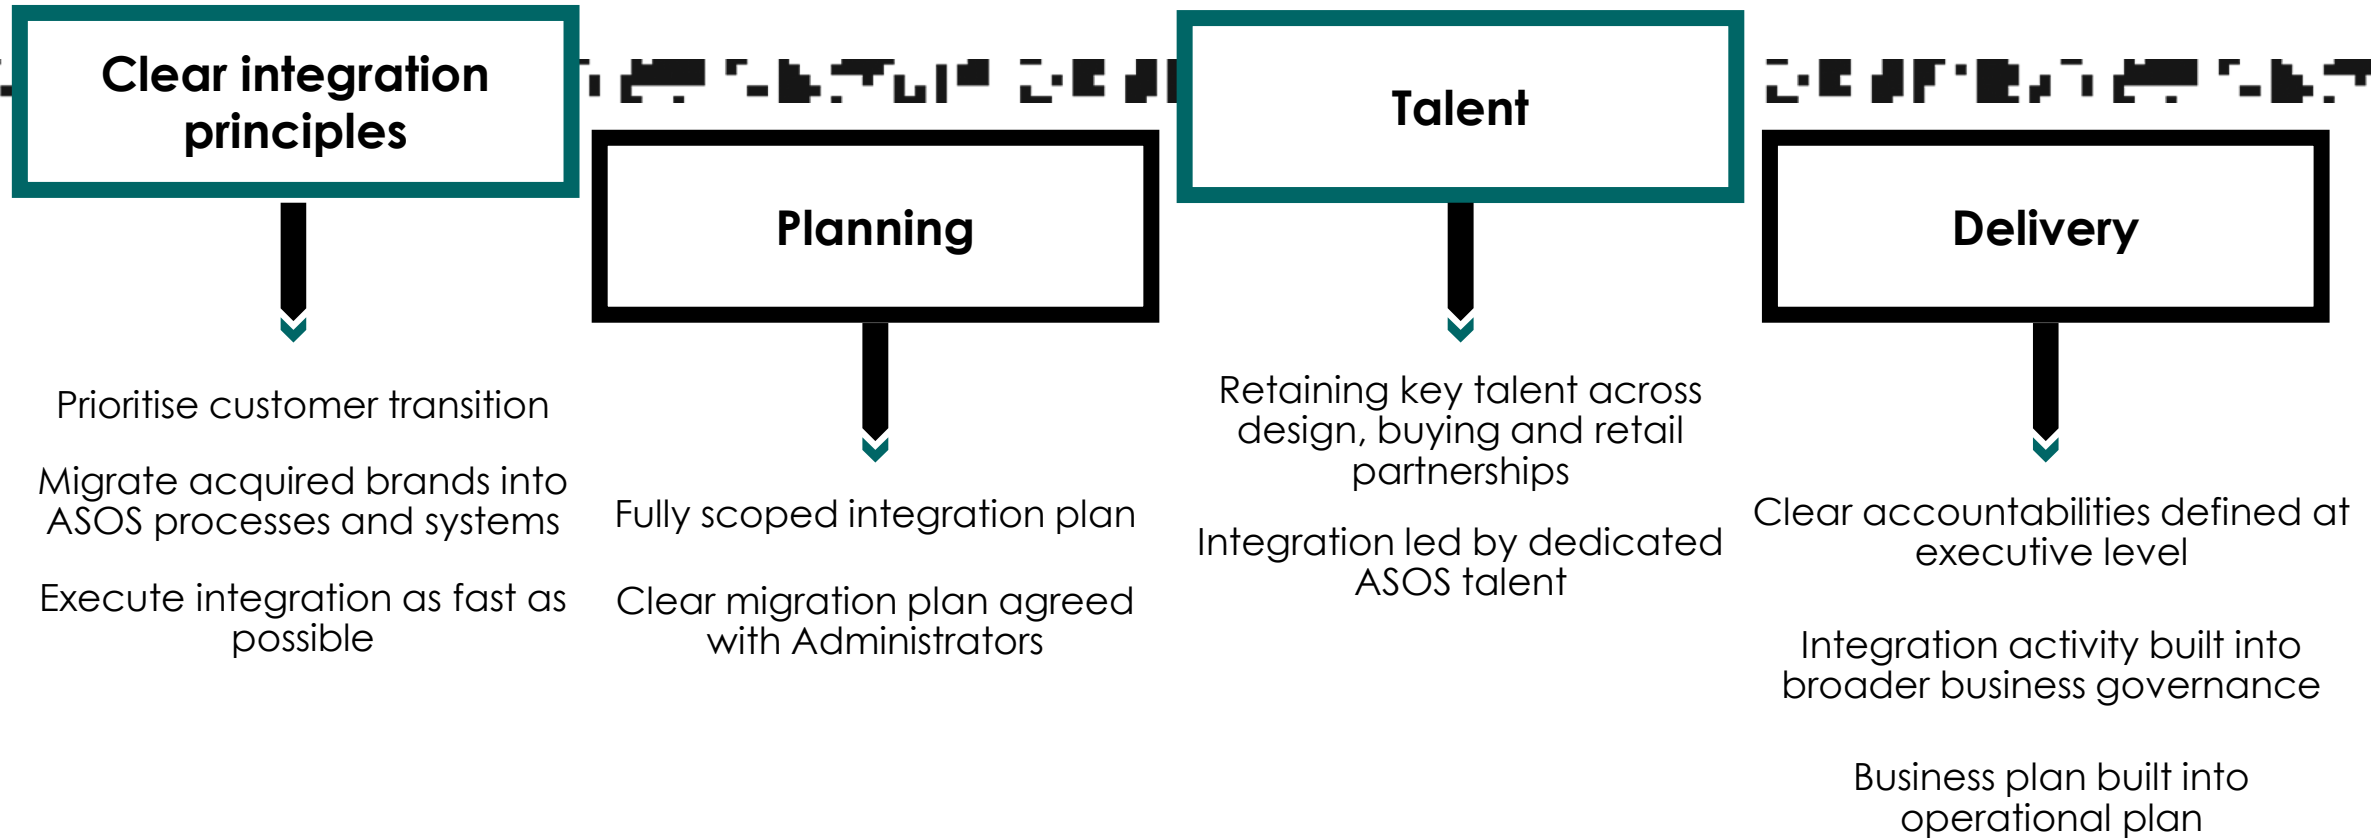 Clear integration
principles
Prioritise customer transition
Migrate acquired brands into
ASOS processes and systems
Execute integration as fast as
possible
Planning
Fully scoped integration plan
Clear migration plan agreed
with Administrators
Talent
Retaining key talent across
design, buying and retail
partnerships
Integration led by dedicated
ASOS talent
Delivery
Clear accountabilities defined at
executive level
Integration activity built into
broader business governance
Business plan built into
operational plan